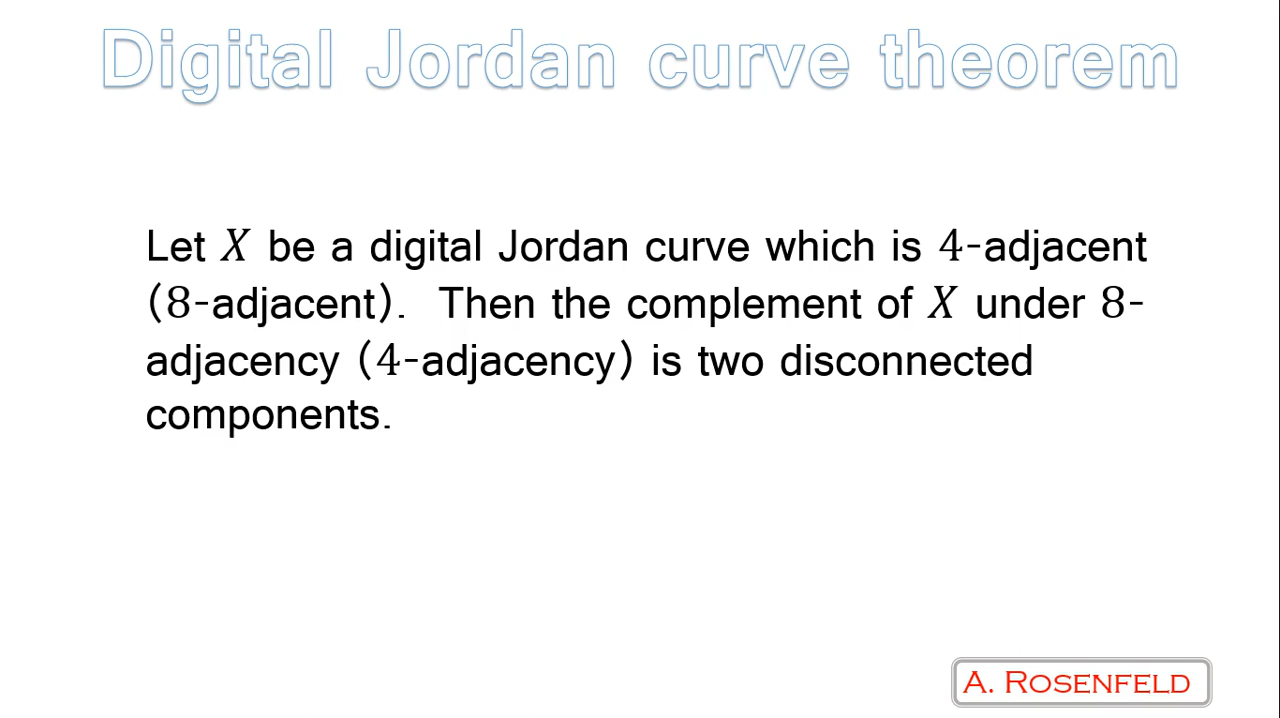 Digital Jordan curve theorem
Let X be a digital Jordan curve which is 4-adjacent
(8-adjacent). Then the complement of X under 8-
adjacency (4-adjacency) is two disconnected
components.
A. ROSENFELD